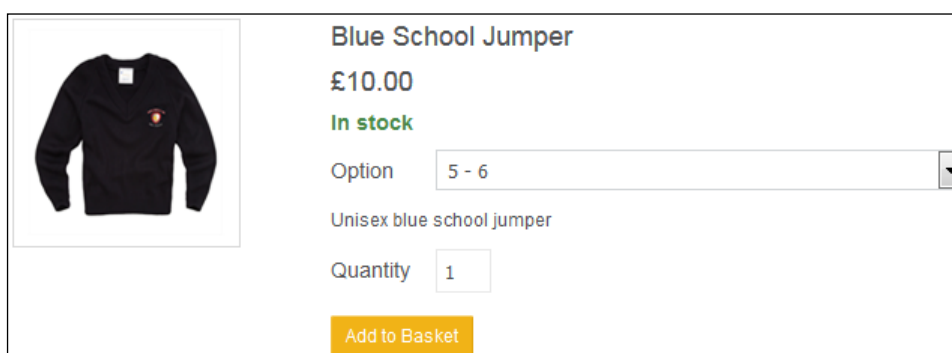 Blue School Jumper
£10.00
In stock
Option 5 - 6
Unisex blue school jumper
Quantity 1
Add to Basket